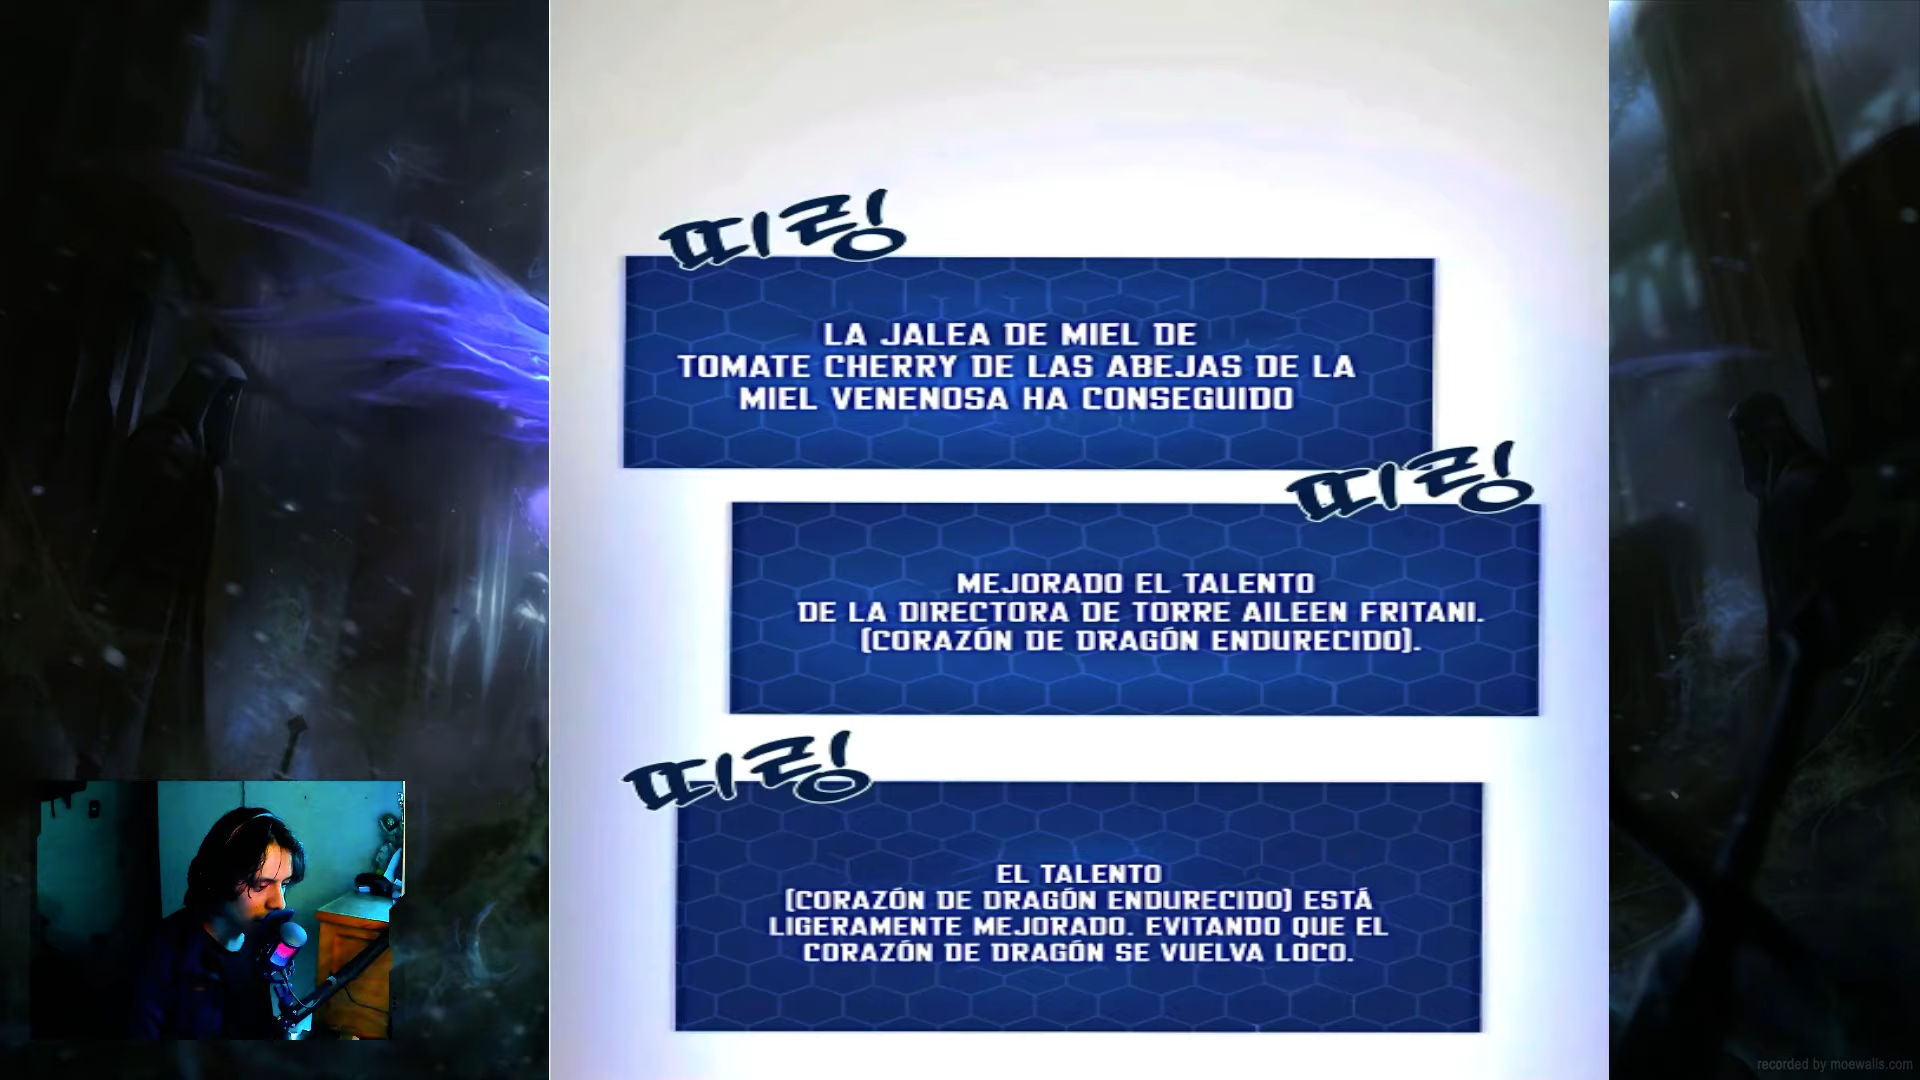 띠링
LA JALEA DE MIEL DE
TOMATE CHERRY DE LAS ABEJAS DE LA
MIEL VENENOSA HA CONSEGUIDO
띠링
MEJORADO EL TALENTO
DE LA DIRECTORA DE TORRE AILEEN FRITANI.
[CORAZÓN DE DRAGÓN ENDURECIDO].
띠링
EL TALENTO
[CORAZÓN DE DRAGÓN ENDURECIDO] ESTÁ
LIGERAMENTE MEJORADO. EVITANDO QUE EL
CORAZÓN DE DRAGÓN SE VUELVA LOCO.
recorded by moewalls.com